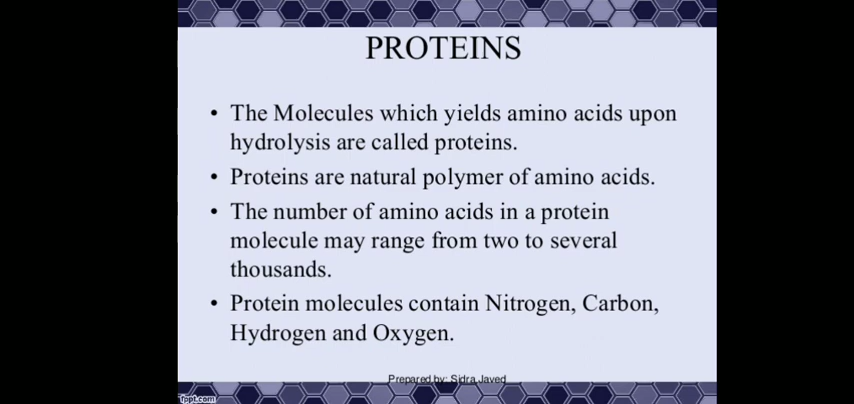 PROTEINS
• The Molecules which yields amino acids upon
hydrolysis are called proteins.
• Proteins are natural polymer of amino acids.
• The number of amino acids in a protein
molecule may range from two to several
thousands.
• Protein molecules contain Nitrogen, Carbon,
Hydrogen and Oxygen.
Prepared by: Sidra Javed
fppt.com